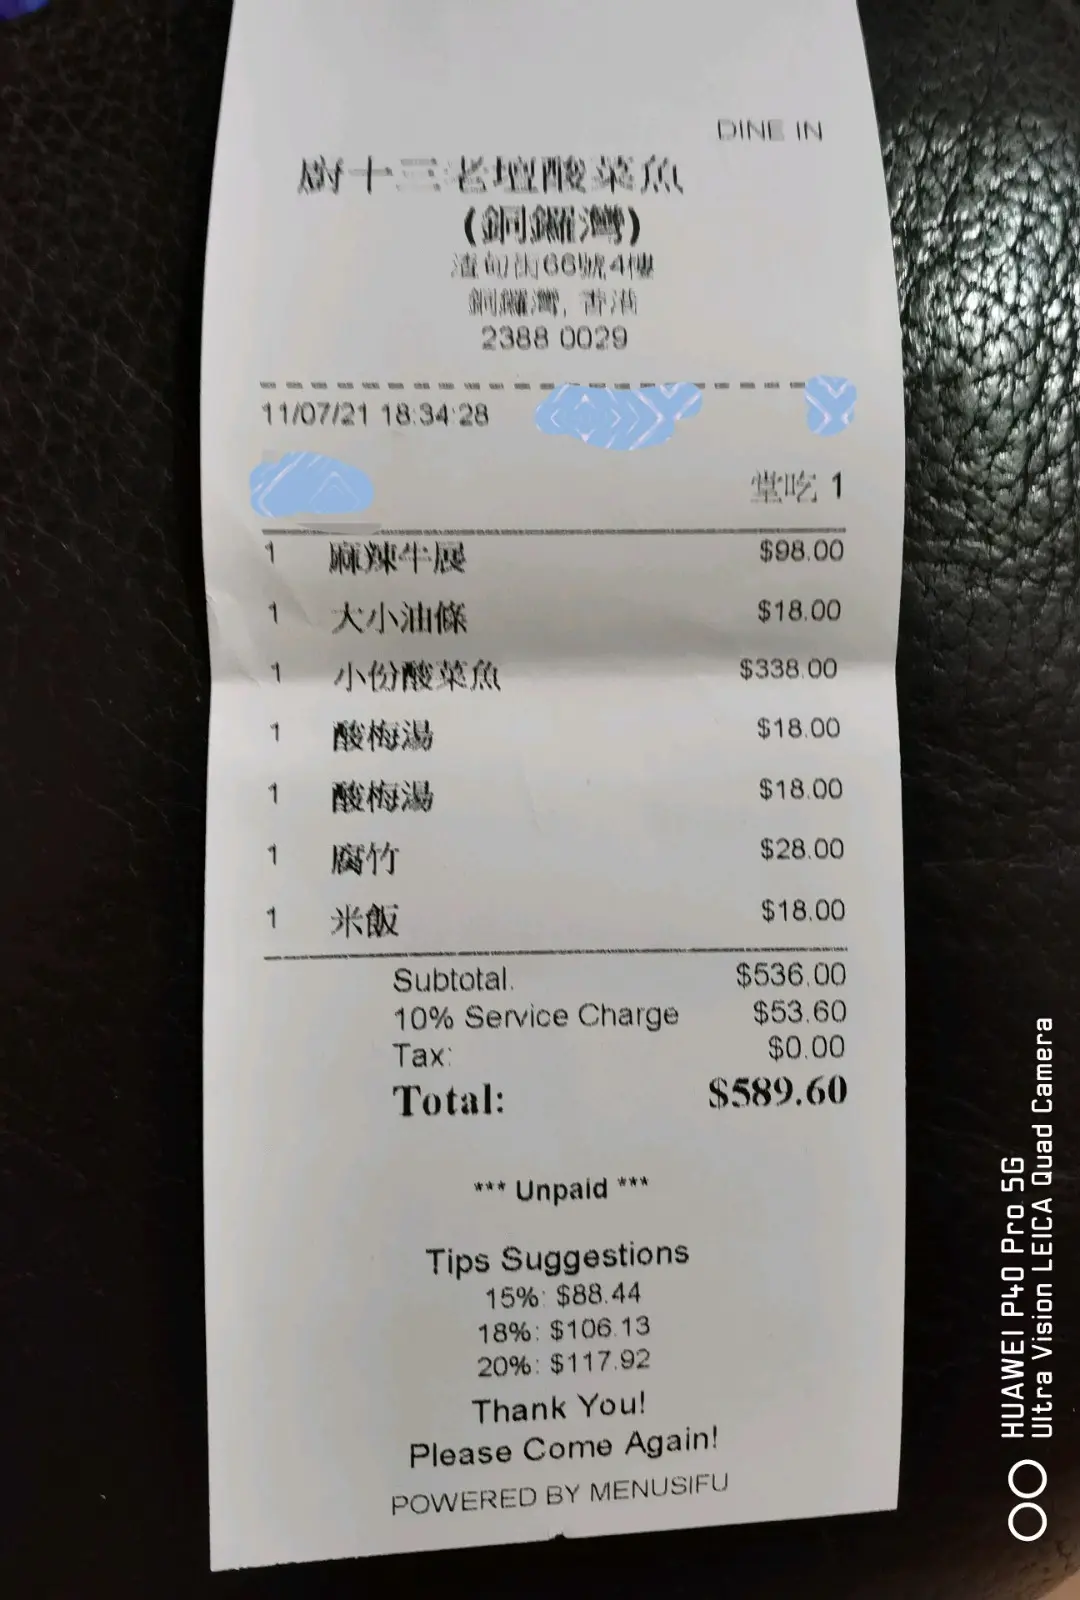 DINE IN
廚十三老壇酸菜魚
(銅鑼灣)
渣甸街66號4樓
銅鑼灣, 香港
2388 0029
11/07/21 18:34:28
堂吃 1
1 麻辣牛展 $98.00
1 大小油條 $18.00
1 小份酸菜魚 $338.00
1 酸梅湯 $18.00
1 酸梅湯 $18.00
1 腐竹 $28.00
1 米飯 $18.00
Subtotal. $536.00
10% Service Charge $53.60
Tax: $0.00
Total: $589.60
*** Unpaid ***
Tips Suggestions
15%: $88.44
18%: $106.13
20%: $117.92
Thank You!
Please Come Again!
POWERED BY MENUSIFU
HUAWEI P40 Pro 5G
Ultra Vision LEICA Quad Camera